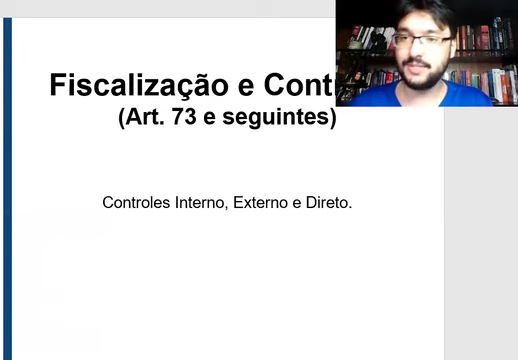 Fiscalização e Cont
(Art. 73 e seguintes)
Controles Interno, Externo e Direto.